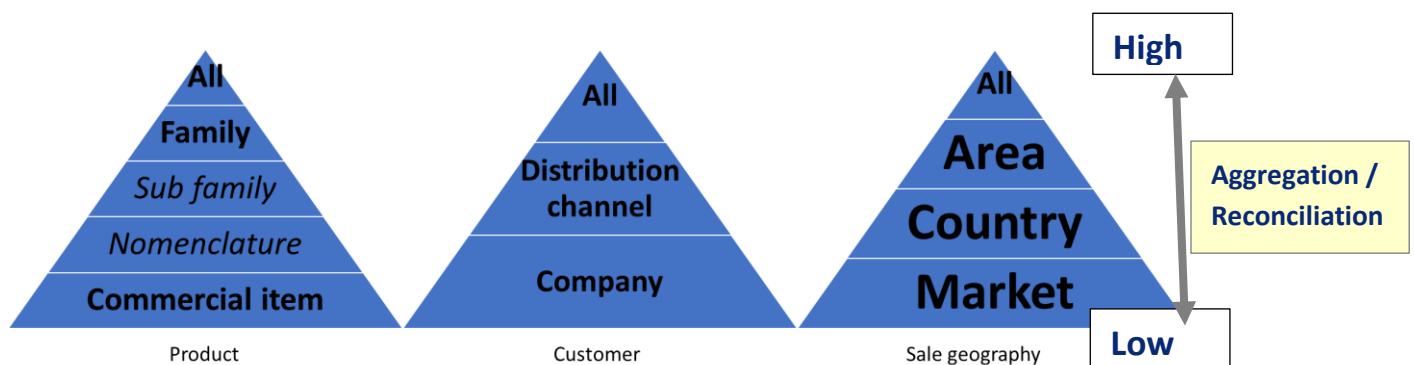 All
Family
Sub family
Nomenclature
Commercial item
Product
All
Distribution
channel
Company
Customer
All
Area
Country
Market
Sale geography
High
Aggregation /
Reconciliation
Low